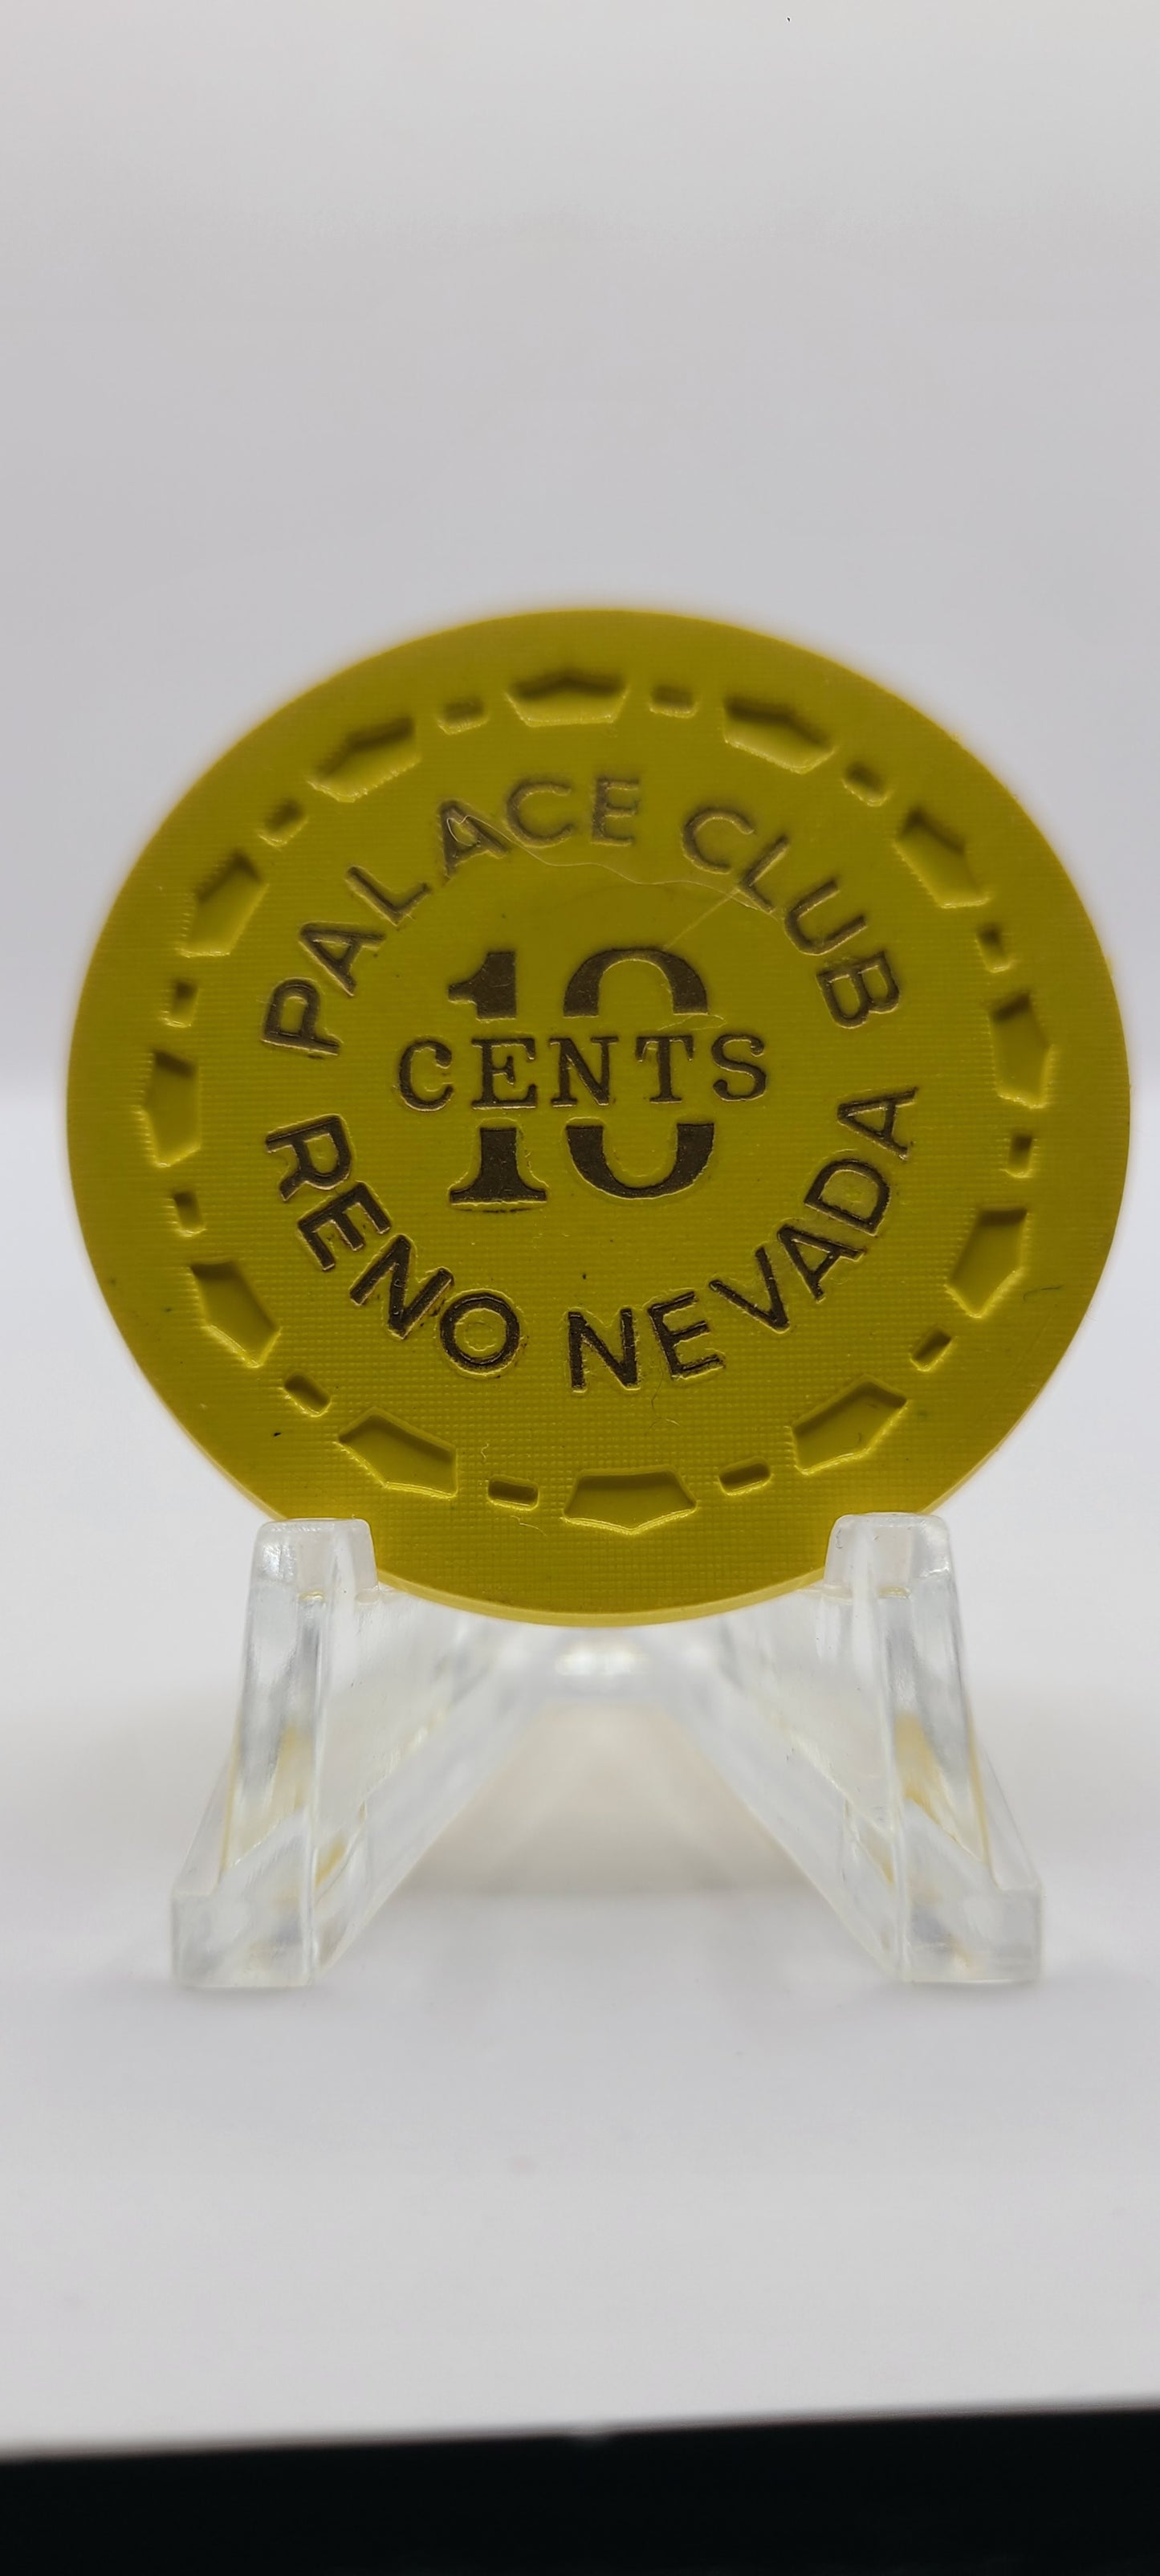 PALACE CLUB
10
CENTS
RENO NEVADA